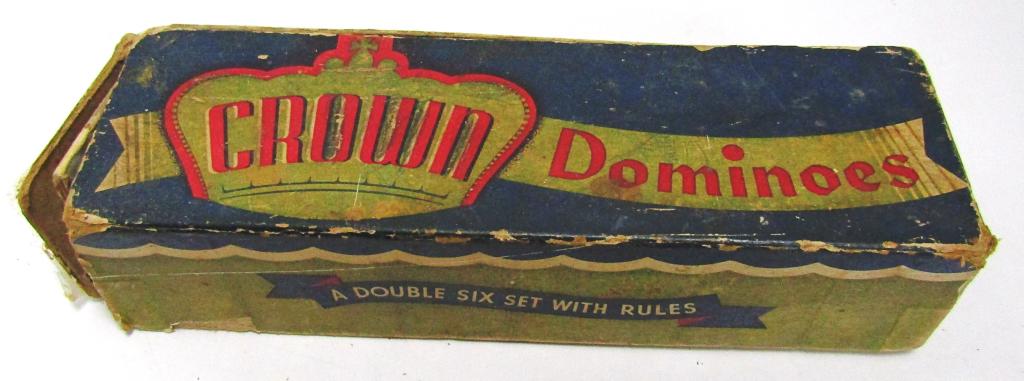 CROWN
Dominoes
A DOUBLE SIX SET WITH RULES